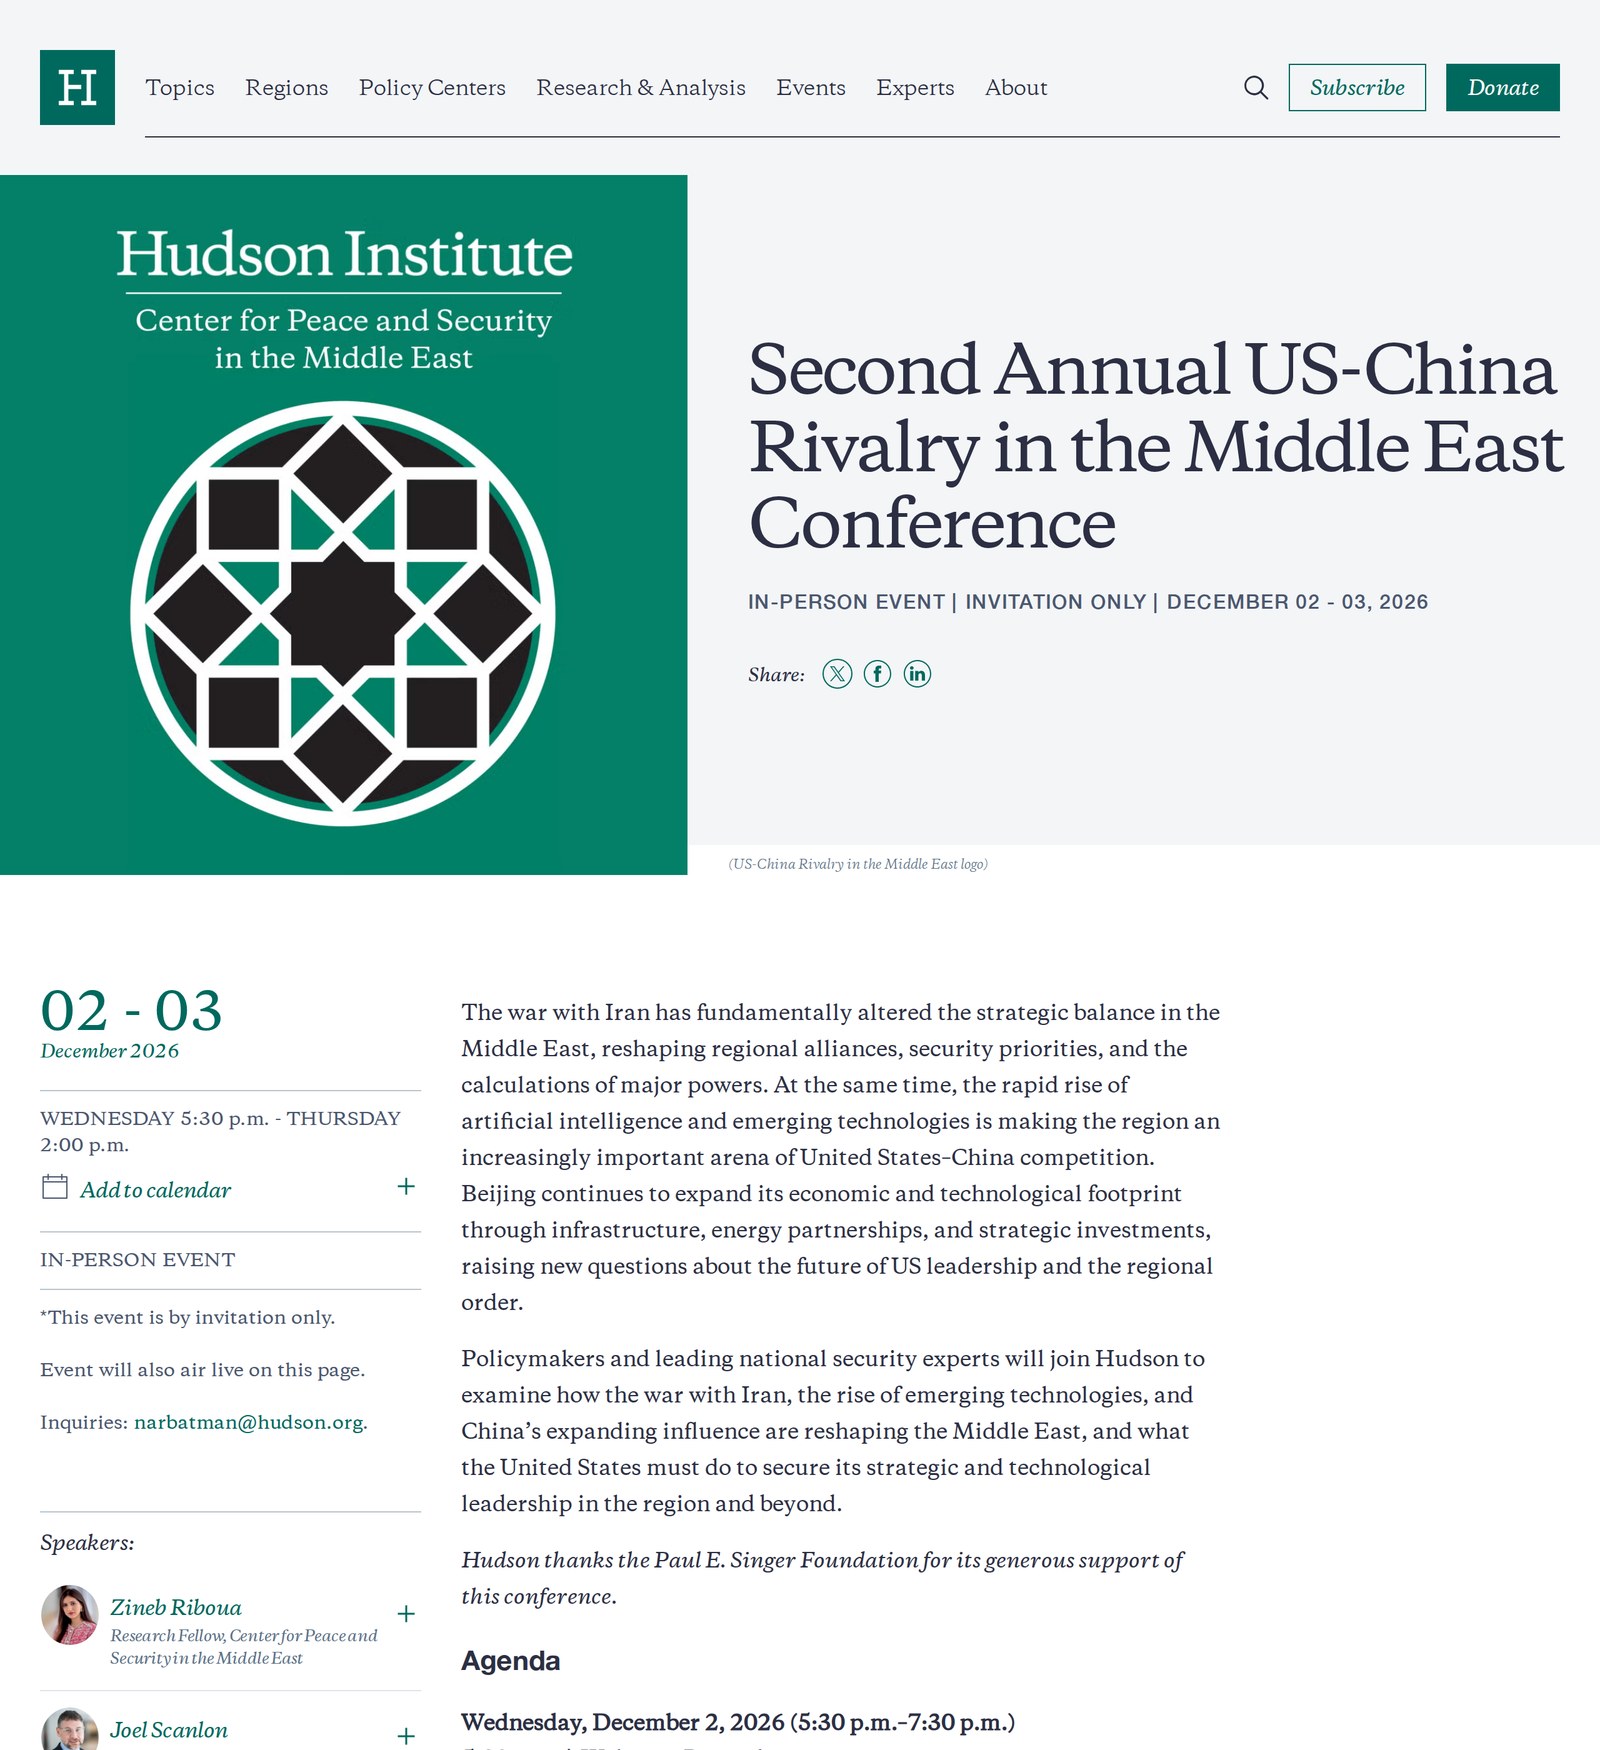 H
Topics Regions Policy Centers Research & Analysis Events Experts About
Subscribe Donate
Hudson Institute
Center for Peace and Security
in the Middle East
Second Annual US-China
Rivalry in the Middle East
Conference
IN-PERSON EVENT | INVITATION ONLY | DECEMBER 02 - 03, 2026
Share:
(US-China Rivalry in the Middle East logo)
02 - 03
December 2026
WEDNESDAY 5:30 p.m. - THURSDAY
2:00 p.m.
Add to calendar +
IN-PERSON EVENT
*This event is by invitation only.
Event will also air live on this page.
Inquiries: narbatman@hudson.org.
Speakers:
Zineb Riboua +
Research Fellow, Center for Peace and
Security in the Middle East
Joel Scanlon +
The war with Iran has fundamentally altered the strategic balance in the
Middle East, reshaping regional alliances, security priorities, and the
calculations of major powers. At the same time, the rapid rise of
artificial intelligence and emerging technologies is making the region an
increasingly important arena of United States–China competition.
Beijing continues to expand its economic and technological footprint
through infrastructure, energy partnerships, and strategic investments,
raising new questions about the future of US leadership and the regional
order.
Policymakers and leading national security experts will join Hudson to
examine how the war with Iran, the rise of emerging technologies, and
China’s expanding influence are reshaping the Middle East, and what
the United States must do to secure its strategic and technological
leadership in the region and beyond.
Hudson thanks the Paul E. Singer Foundation for its generous support of
this conference.
Agenda
Wednesday, December 2, 2026 (5:30 p.m.–7:30 p.m.)